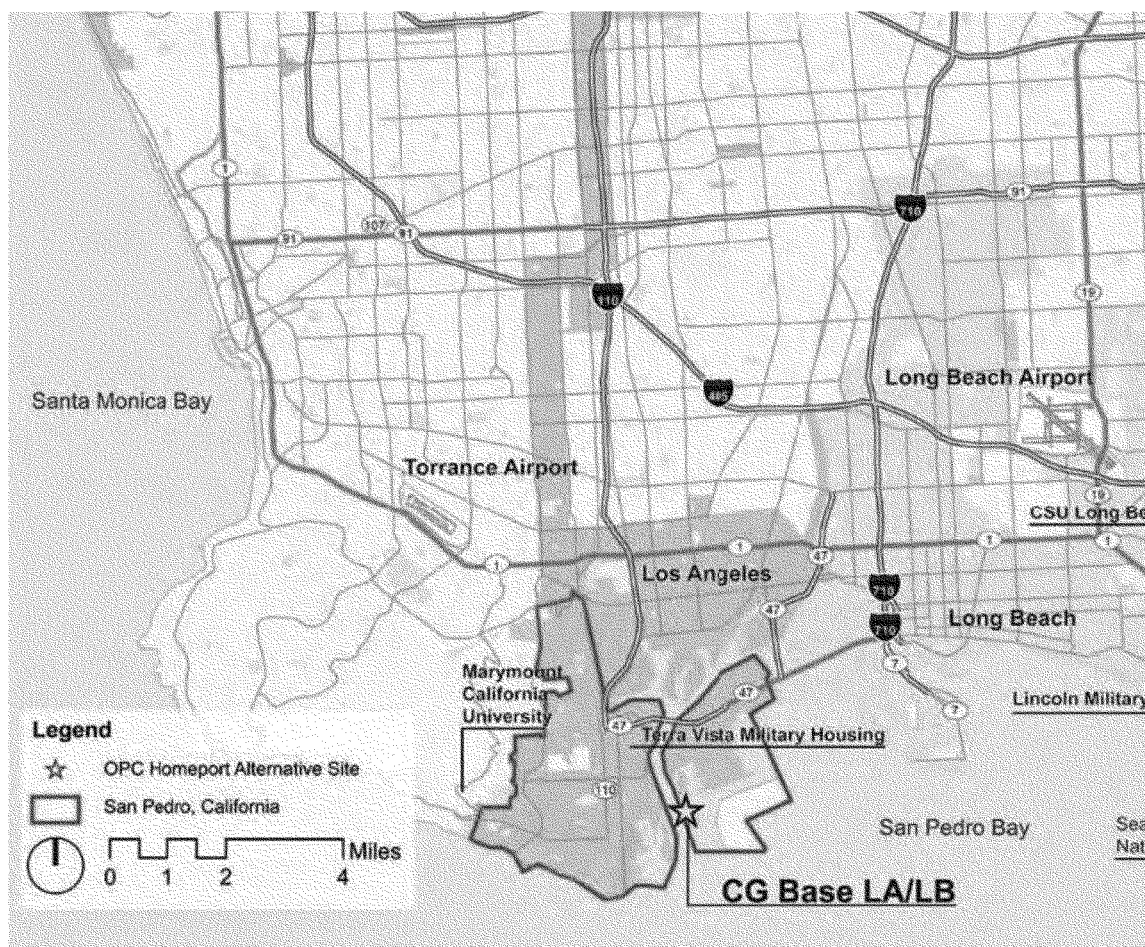 1
91
107
91
110
710
91
19
405
Santa Monica Bay
Long Beach Airport
Torrance Airport
19
CSU Long Be
1
1
47
1
1
Los Angeles
710
47
710
Long Beach
Marymount
California
University
7
47
7
Lincoln Military
47
Terra Vista Military Housing
110
San Pedro Bay
Sea
Nat
CG Base LA/LB
Legend
OPC Homeport Alternative Site
San Pedro, California
Miles
0 1 2 4